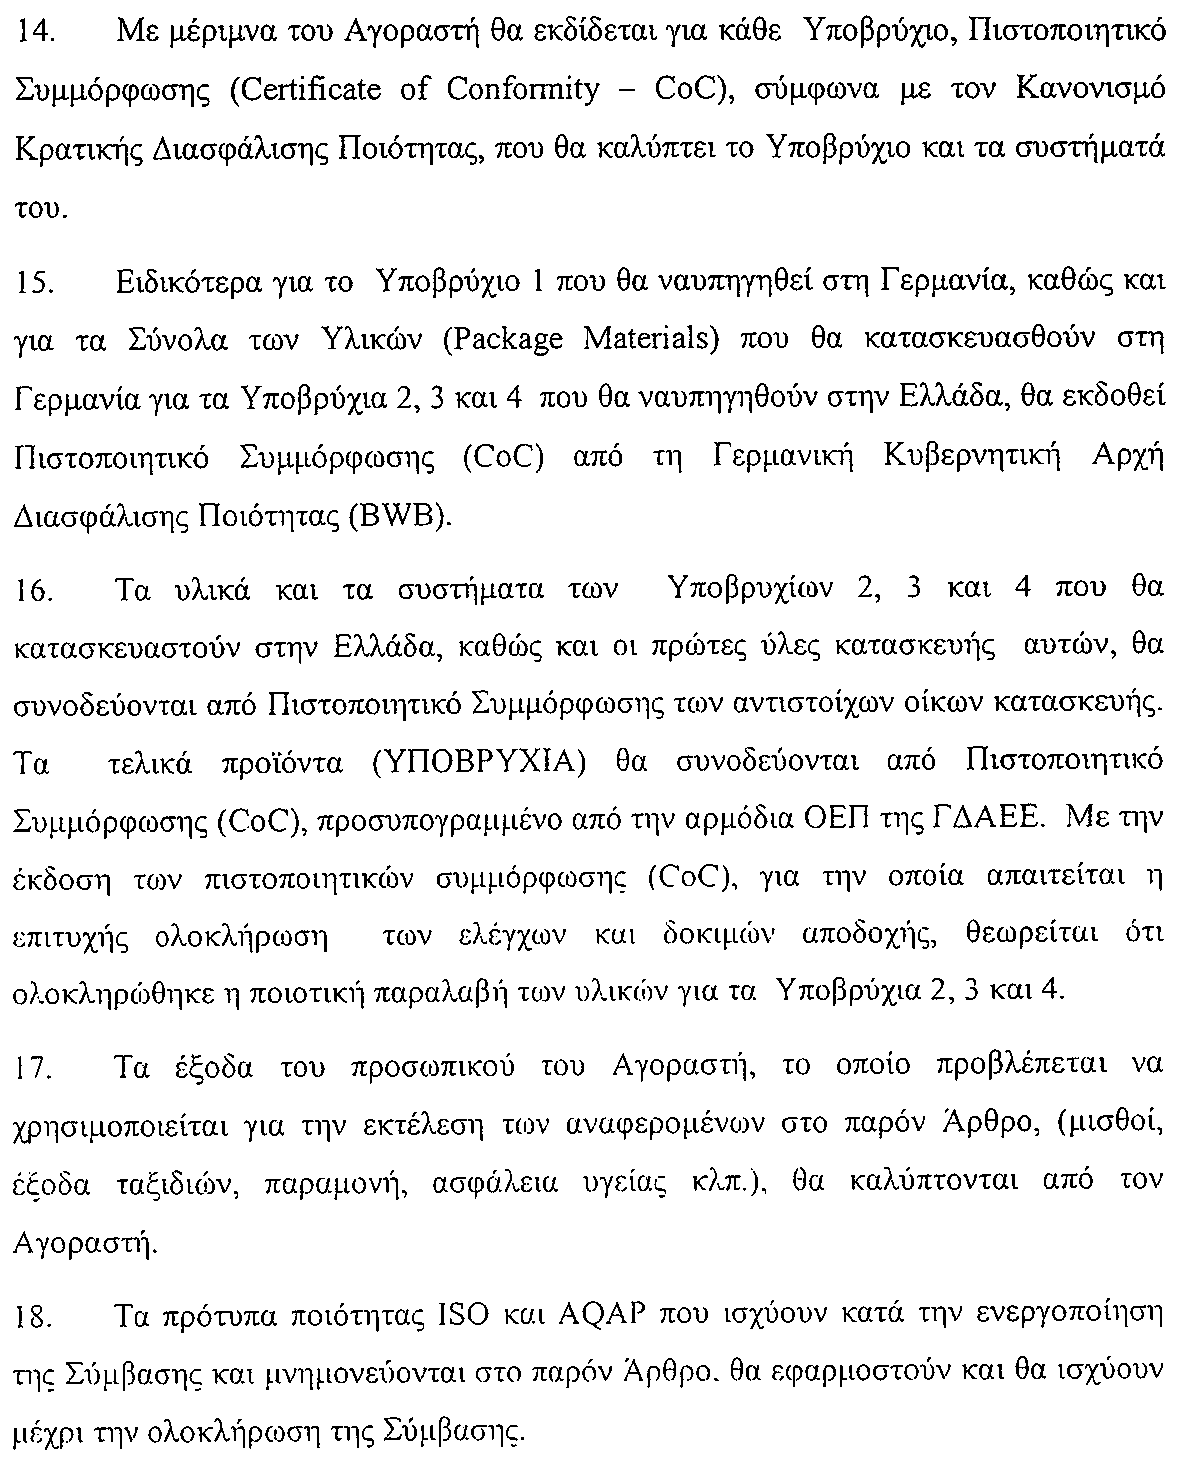 14. Με μέριμνα του Αγοραστή θα εκδίδεται για κάθε Υποβρύχιο, Πιστοποιητικό
Συμμόρφωσης (Certificate of Conformity – CoC), σύμφωνα με τον Κανονισμό
Κρατικής Διασφάλισης Ποιότητας, που θα καλύπτει το Υποβρύχιο και τα συστήματά
του.
15. Ειδικότερα για το Υποβρύχιο 1 που θα ναυπηγηθεί στη Γερμανία, καθώς και
για τα Σύνολα των Υλικών (Package Materials) που θα κατασκευασθούν στη
Γερμανία για τα Υποβρύχια 2, 3 και 4 που θα ναυπηγηθούν στην Ελλάδα, θα εκδοθεί
Πιστοποιητικό Συμμόρφωσης (CoC) από τη Γερμανική Κυβερνητική Αρχή
Διασφάλισης Ποιότητας (BWB).
16. Τα υλικά και τα συστήματα των Υποβρυχίων 2, 3 και 4 που θα
κατασκευαστούν στην Ελλάδα, καθώς και οι πρώτες ύλες κατασκευής αυτών, θα
συνοδεύονται από Πιστοποιητικό Συμμόρφωσης των αντιστοίχων οίκων κατασκευής.
Τα τελικά προϊόντα (ΥΠΟΒΡΥΧΙΑ) θα συνοδεύονται από Πιστοποιητικό
Συμμόρφωσης (CoC), προσυπογραμμένο από την αρμόδια ΟΕΠ της ΓΔΑΕΕ. Με την
έκδοση των πιστοποιητικών συμμόρφωσης (CoC), για την οποία απαιτείται η
επιτυχής ολοκλήρωση των ελέγχων και δοκιμών αποδοχής, θεωρείται ότι
ολοκληρώθηκε η ποιοτική παραλαβή των υλικών για τα Υποβρύχια 2, 3 και 4.
17. Τα έξοδα του προσωπικού του Αγοραστή, το οποίο προβλέπεται να
χρησιμοποιείται για την εκτέλεση των αναφερομένων στο παρόν Άρθρο, (μισθοί,
έξοδα ταξιδιών, παραμονή, ασφάλεια υγείας κλπ.), θα καλύπτονται από τον
Αγοραστή.
18. Τα πρότυπα ποιότητας ISO και AQAP που ισχύουν κατά την ενεργοποίηση
της Σύμβασης και μνημονεύονται στο παρόν Άρθρο. θα εφαρμοστούν και θα ισχύουν
μέχρι την ολοκλήρωση της Σύμβασης.